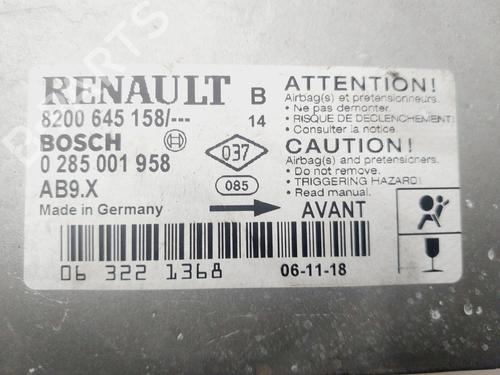 RENAULT
8200 645 158/---
B
14
BOSCH
0 285 001 958
AB9.X
Made in Germany
037
085
AVANT
06 322 1368
06-11-18
ATTENTION!
Airbag(s) et pretensionneurs.
• Ne pas demonter.
• RISQUE DE DECLENCHEMENT!
• Consulter la notice.
CAUTION!
Airbag(s) and pretensioners.
• Do not remove.
• TRIGGERING HAZARD!
• Read manual.